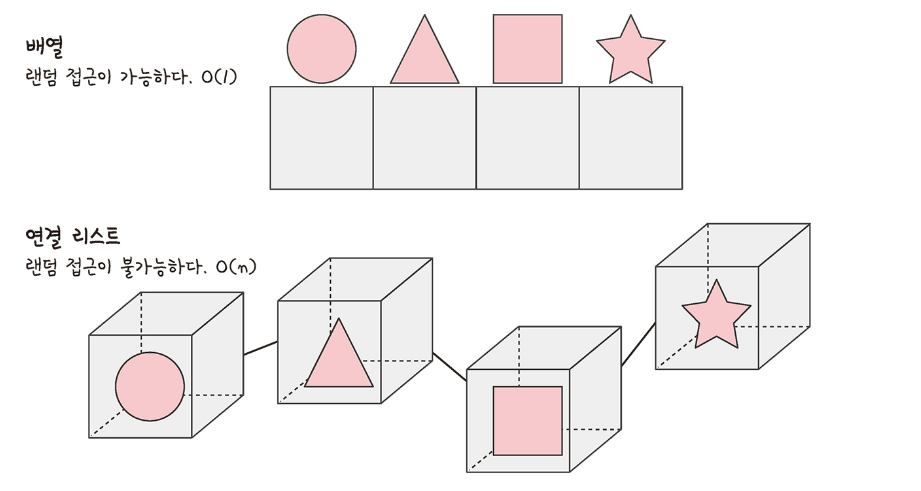 배열
랜덤 접근이 가능하다. O(1)
연결 리스트
랜덤 접근이 불가능하다. O(n)